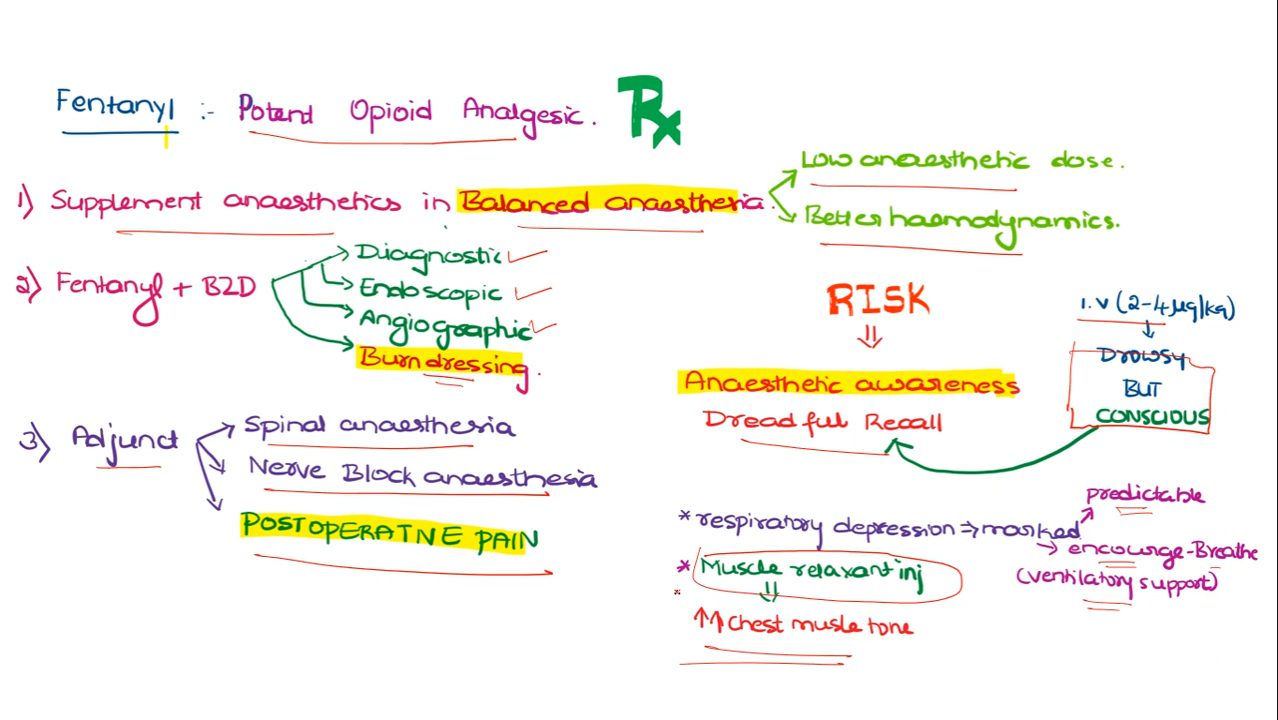 Fentanyl :- Potent Opioid Analgesic. Rx
1) Supplement anaesthetics in Balanced anaesthesia.
Low anaesthetic dose.
Better haemodynamics.
2) Fentanyl + BZD
Diagnostic
Endoscopic
Angiographic
Burn dressing.
3) Adjunct
Spinal anaesthesia
Nerve Block anaesthesia
POSTOPERATIVE PAIN
RISK
⇓
Anaesthetic awareness
Dreadful Recall
I.V (2-4 µg/kg)
↓
Drowsy
BUT
CONSCIOUS
* respiratory depression ⇒ marked
predictable
→ encourage-Breathe
(ventilatory support)
* Muscle relaxant inj
⇓
↑↑ Chest muscle tone
*